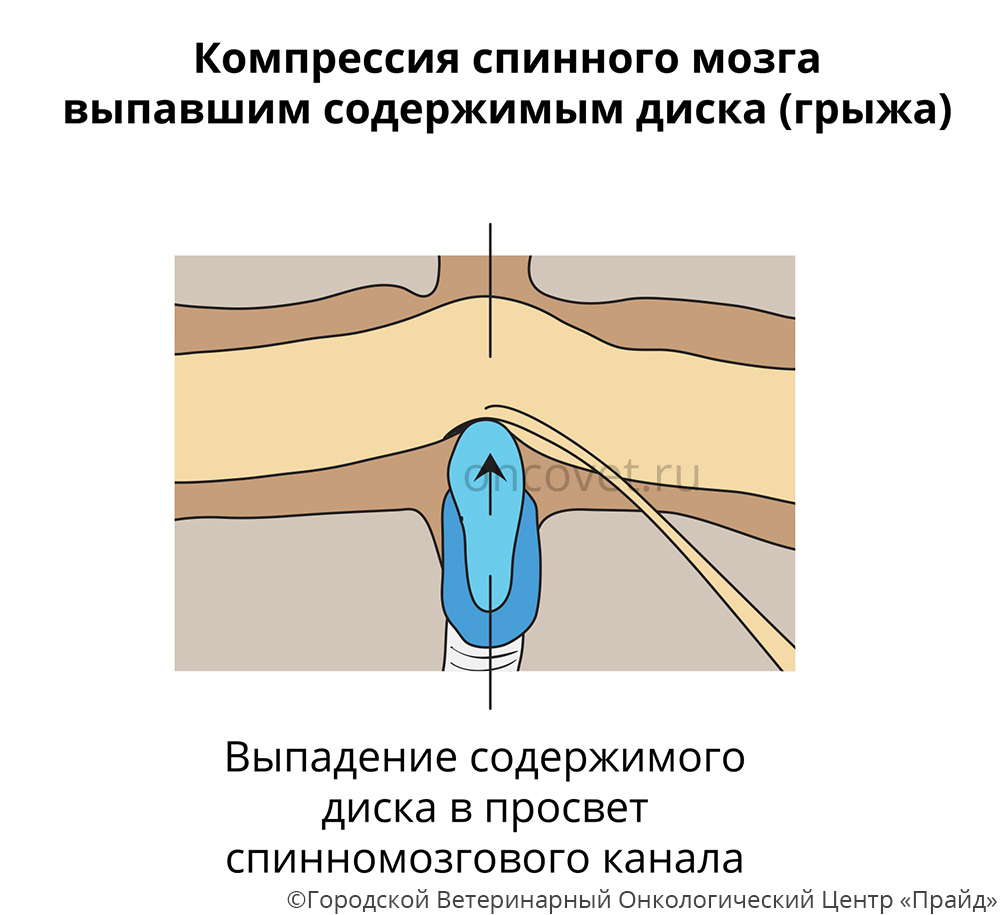 Компрессия спинного мозга
выпавшим содержимым диска (грыжа)
oncovet.ru
Выпадение содержимого
диска в просвет
спинномозгового канала
©Городской Ветеринарный Онкологический Центр «Прайд»